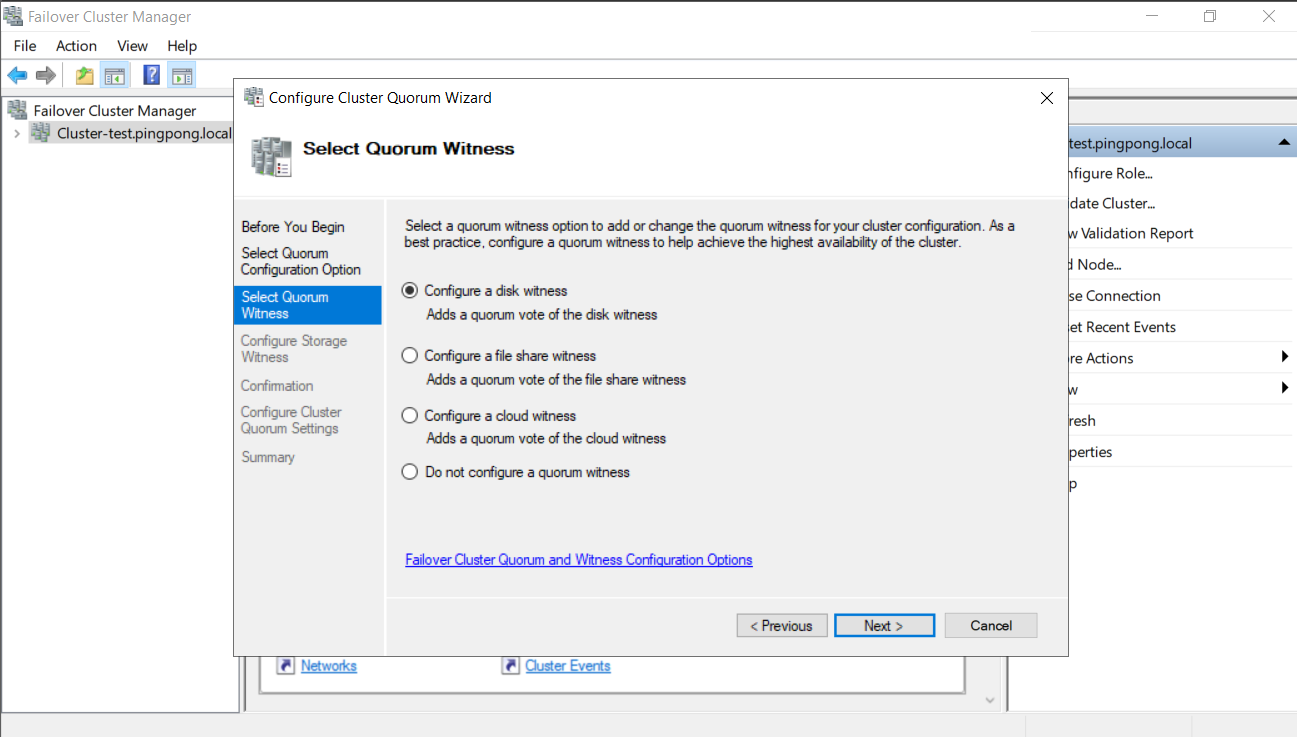 Failover Cluster Manager
File Action View Help
Failover Cluster Manager
Cluster-test.pingpong.local
Configure Cluster Quorum Wizard
Select Quorum Witness
Before You Begin
Select Quorum
Configuration Option
Select Quorum
Witness
Configure Storage
Witness
Confirmation
Configure Cluster
Quorum Settings
Summary
Select a quorum witness option to add or change the quorum witness for your cluster configuration. As a
best practice, configure a quorum witness to help achieve the highest availability of the cluster.
Configure a disk witness
Adds a quorum vote of the disk witness
Configure a file share witness
Adds a quorum vote of the file share witness
Configure a cloud witness
Adds a quorum vote of the cloud witness
Do not configure a quorum witness
Failover Cluster Quorum and Witness Configuration Options
< Previous Next > Cancel
Networks Cluster Events
test.pingpong.local
nfigure Role...
date Cluster...
w Validation Report
d Node...
se Connection
et Recent Events
re Actions
w
resh
perties
p